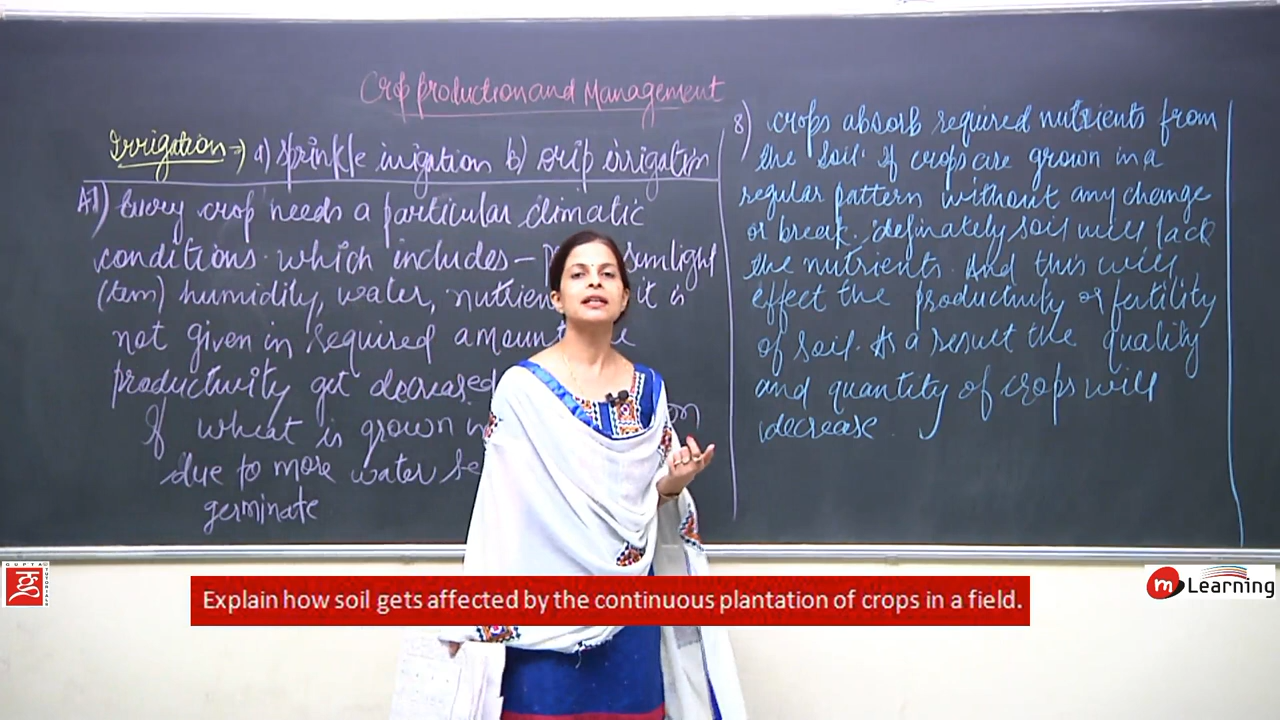 Crop Production and Management
Irrigation → a) Sprinkle irrigation b) Drip irrigation
A7) Every crop needs a particular climatic
conditions. which includes – sunlight
(tem) humidity, water, it is
not given in required amount
productivity get decreased
If wheat is grown in
due to more water
germinate
8) Crops absorb required nutrients from
the soil. If crops are grown in a
regular pattern without any change
or break. definately soil will lack
the nutrients. And this will
effect the productivity or fertility
of soil. As a result the quality
and quantity of crops will
decrease.
GUPTA TUTORIALS
Explain how soil gets affected by the continuous plantation of crops in a field.
m Learning